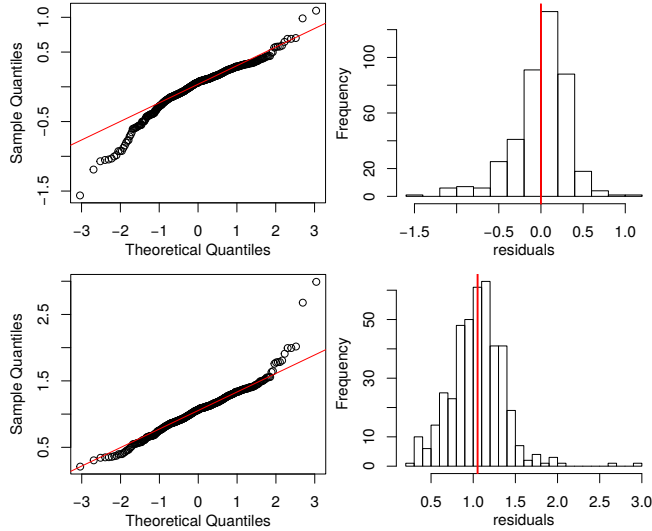 Sample Quantiles
1.0
0.5
−0.5
−1.5
−3 −2 −1 0 1 2 3
Theoretical Quantiles
Frequency
100
60
20
0
−1.5 −0.5 0.0 0.5 1.0
residuals
Sample Quantiles
2.5
1.5
0.5
−3 −2 −1 0 1 2 3
Theoretical Quantiles
Frequency
50
30
10
0
0.5 1.0 1.5 2.0 2.5 3.0
residuals